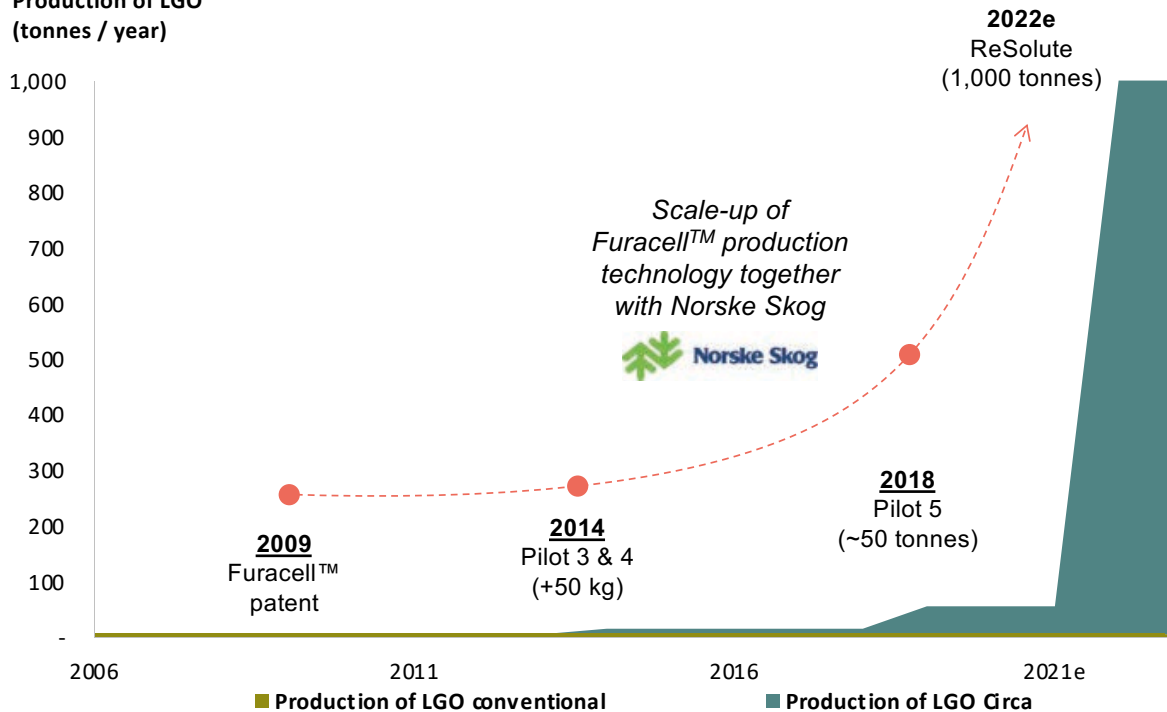 Production of LGO
(tonnes / year)
2022e
ReSolute
(1,000 tonnes)
1,000
900
800
700
600
500
400
300
200
100
-
Scale-up of
Furacell™ production
technology together
with Norske Skog
Norske Skog
2009
Furacell™
patent
2014
Pilot 3 & 4
(+50 kg)
2018
Pilot 5
(~50 tonnes)
2006 2011 2016 2021e
Production of LGO conventional Production of LGO Circa